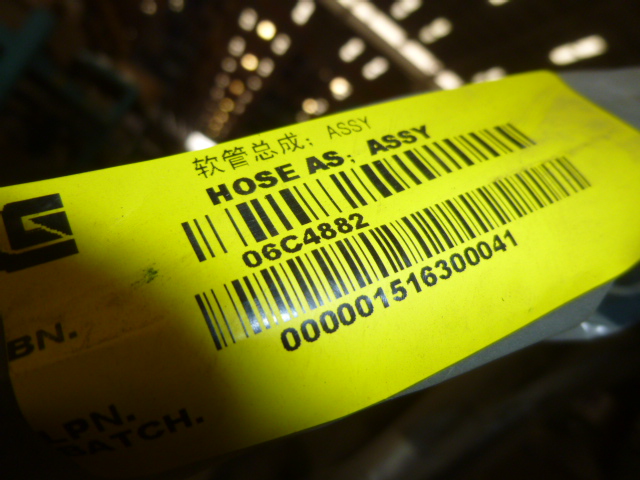 软管总成; ASSY
HOSE AS; ASSY
06C4882
000001516300041
BN.
LPN.
BATCH.